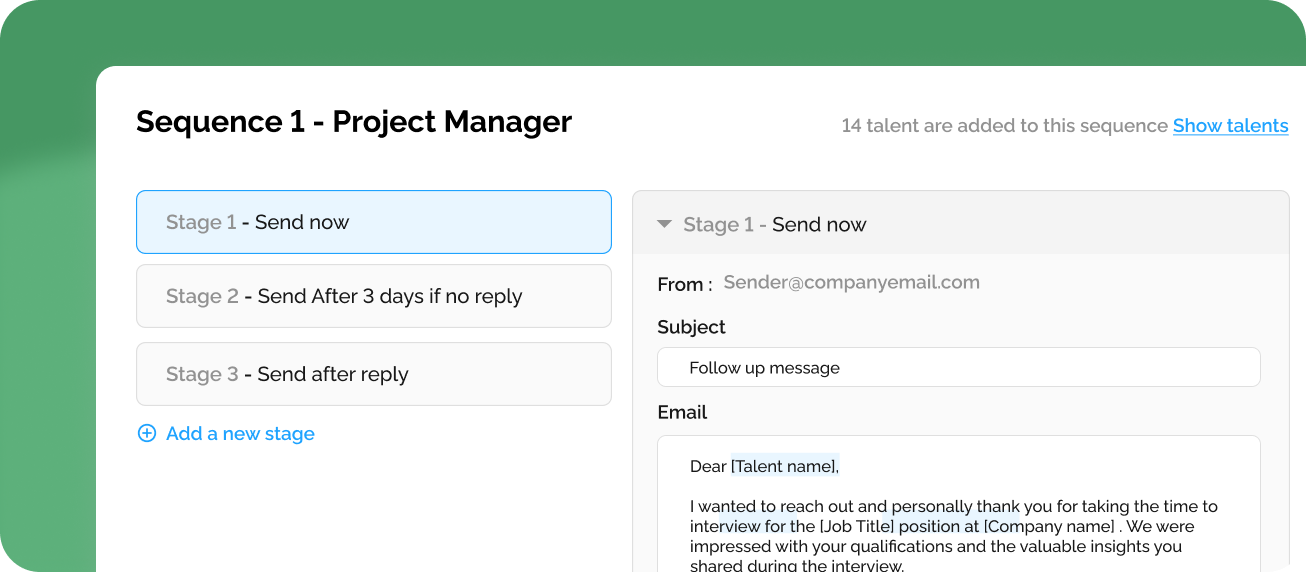 Sequence 1 - Project Manager
14 talent are added to this sequence Show talents
Stage 1 - Send now
Stage 2 - Send After 3 days if no reply
Stage 3 - Send after reply
Add a new stage
Stage 1 - Send now
From : Sender@companyemail.com
Subject
Follow up message
Email
Dear [Talent name],
I wanted to reach out and personally thank you for taking the time to
interview for the [Job Title] position at [Company name] . We were
impressed with your qualifications and the valuable insights you
shared during the interview.